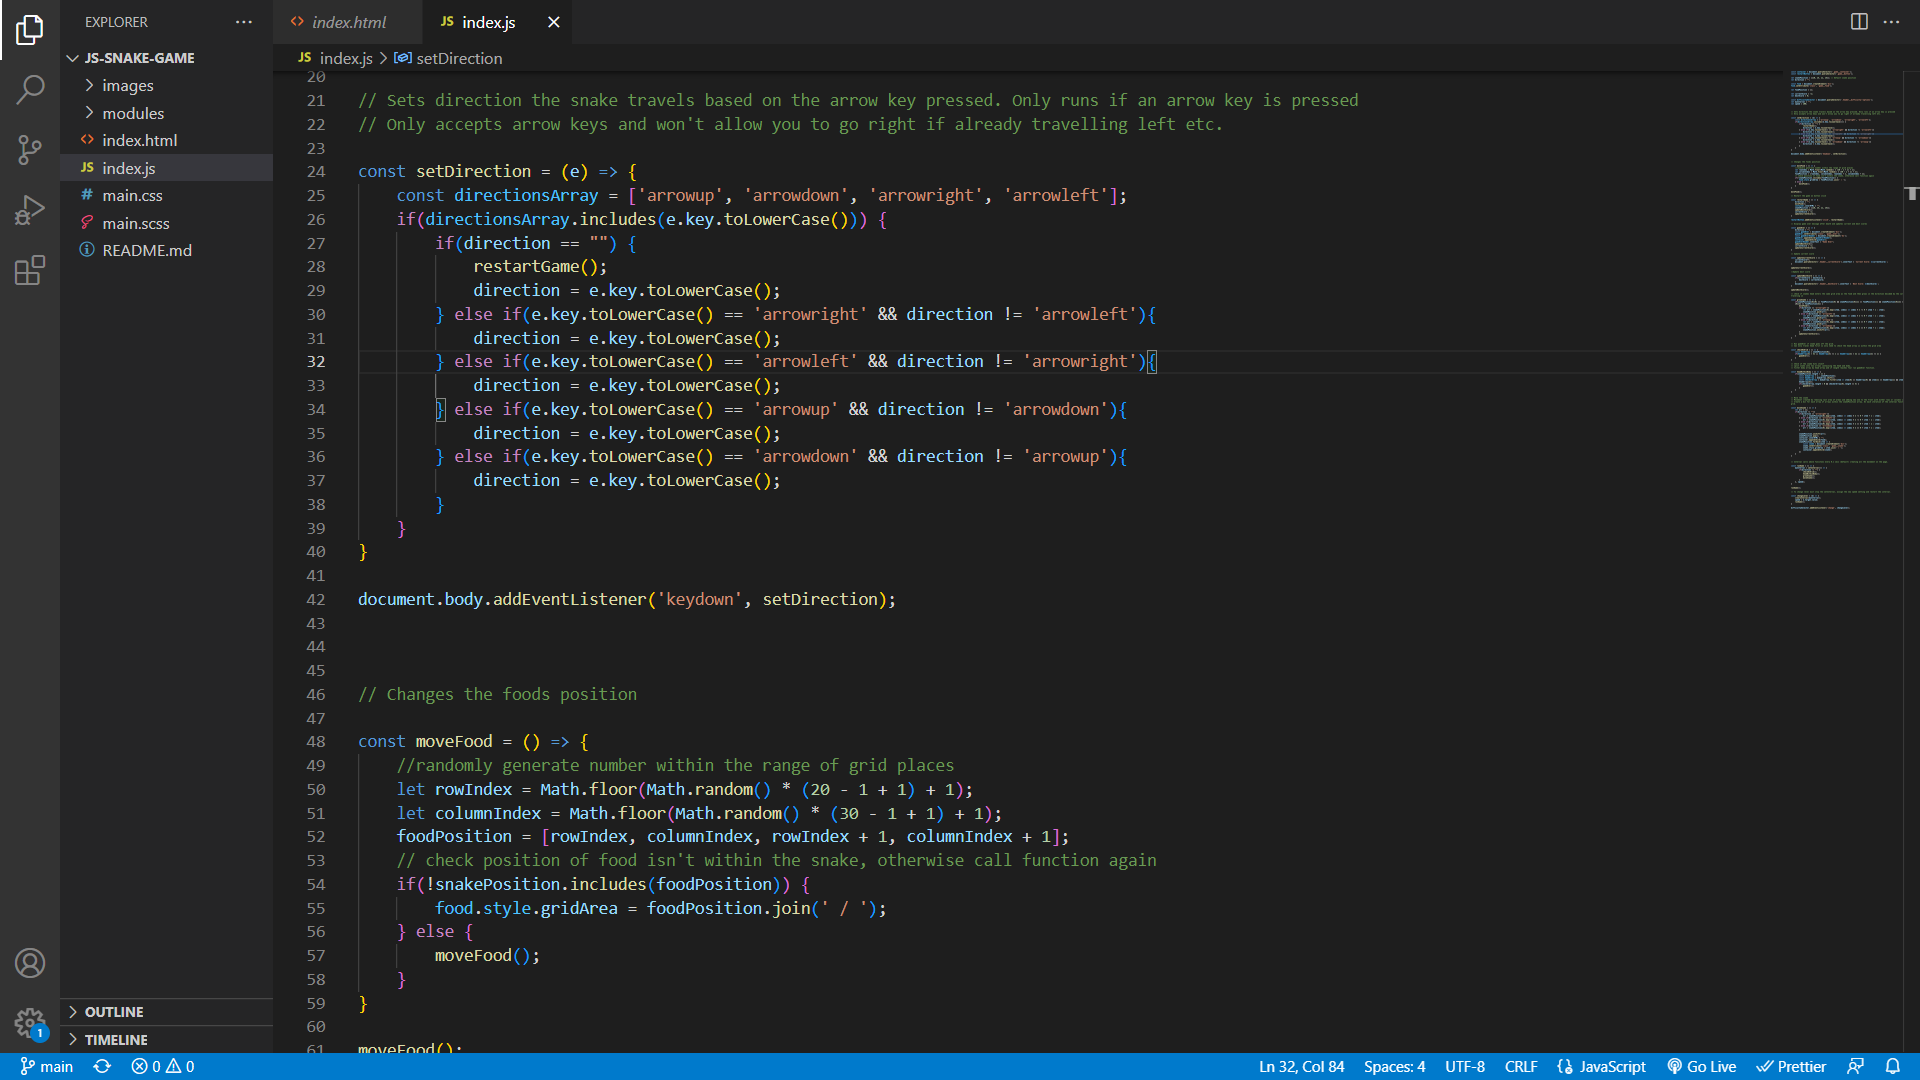 EXPLORER
JS-SNAKE-GAME
images
modules
index.html
JS index.js
# main.css
main.scss
README.md
OUTLINE
TIMELINE
index.html
JS index.js
JS index.js > setDirection
20
21 // Sets direction the snake travels based on the arrow key pressed. Only runs if an arrow key is pressed
22 // Only accepts arrow keys and won't allow you to go right if already travelling left etc.
23
24 const setDirection = (e) => {
25 const directionsArray = ['arrowup', 'arrowdown', 'arrowright', 'arrowleft'];
26 if(directionsArray.includes(e.key.toLowerCase())) {
27 if(direction == "") {
28 restartGame();
29 direction = e.key.toLowerCase();
30 } else if(e.key.toLowerCase() == 'arrowright' && direction != 'arrowleft'){
31 direction = e.key.toLowerCase();
32 } else if(e.key.toLowerCase() == 'arrowleft' && direction != 'arrowright'){
33 direction = e.key.toLowerCase();
34 } else if(e.key.toLowerCase() == 'arrowup' && direction != 'arrowdown'){
35 direction = e.key.toLowerCase();
36 } else if(e.key.toLowerCase() == 'arrowdown' && direction != 'arrowup'){
37 direction = e.key.toLowerCase();
38 }
39 }
40 }
41
42 document.body.addEventListener('keydown', setDirection);
43
44
45
46 // Changes the foods position
47
48 const moveFood = () => {
49 //randomly generate number within the range of grid places
50 let rowIndex = Math.floor(Math.random() * (20 - 1 + 1) + 1);
51 let columnIndex = Math.floor(Math.random() * (30 - 1 + 1) + 1);
52 foodPosition = [rowIndex, columnIndex, rowIndex + 1, columnIndex + 1];
53 // check position of food isn't within the snake, otherwise call function again
54 if(!snakePosition.includes(foodPosition)) {
55 food.style.gridArea = foodPosition.join(' / ');
56 } else {
57 moveFood();
58 }
59 }
60
61 moveFood();
1
main 0 0 Ln 32, Col 84 Spaces: 4 UTF-8 CRLF JavaScript Go Live Prettier